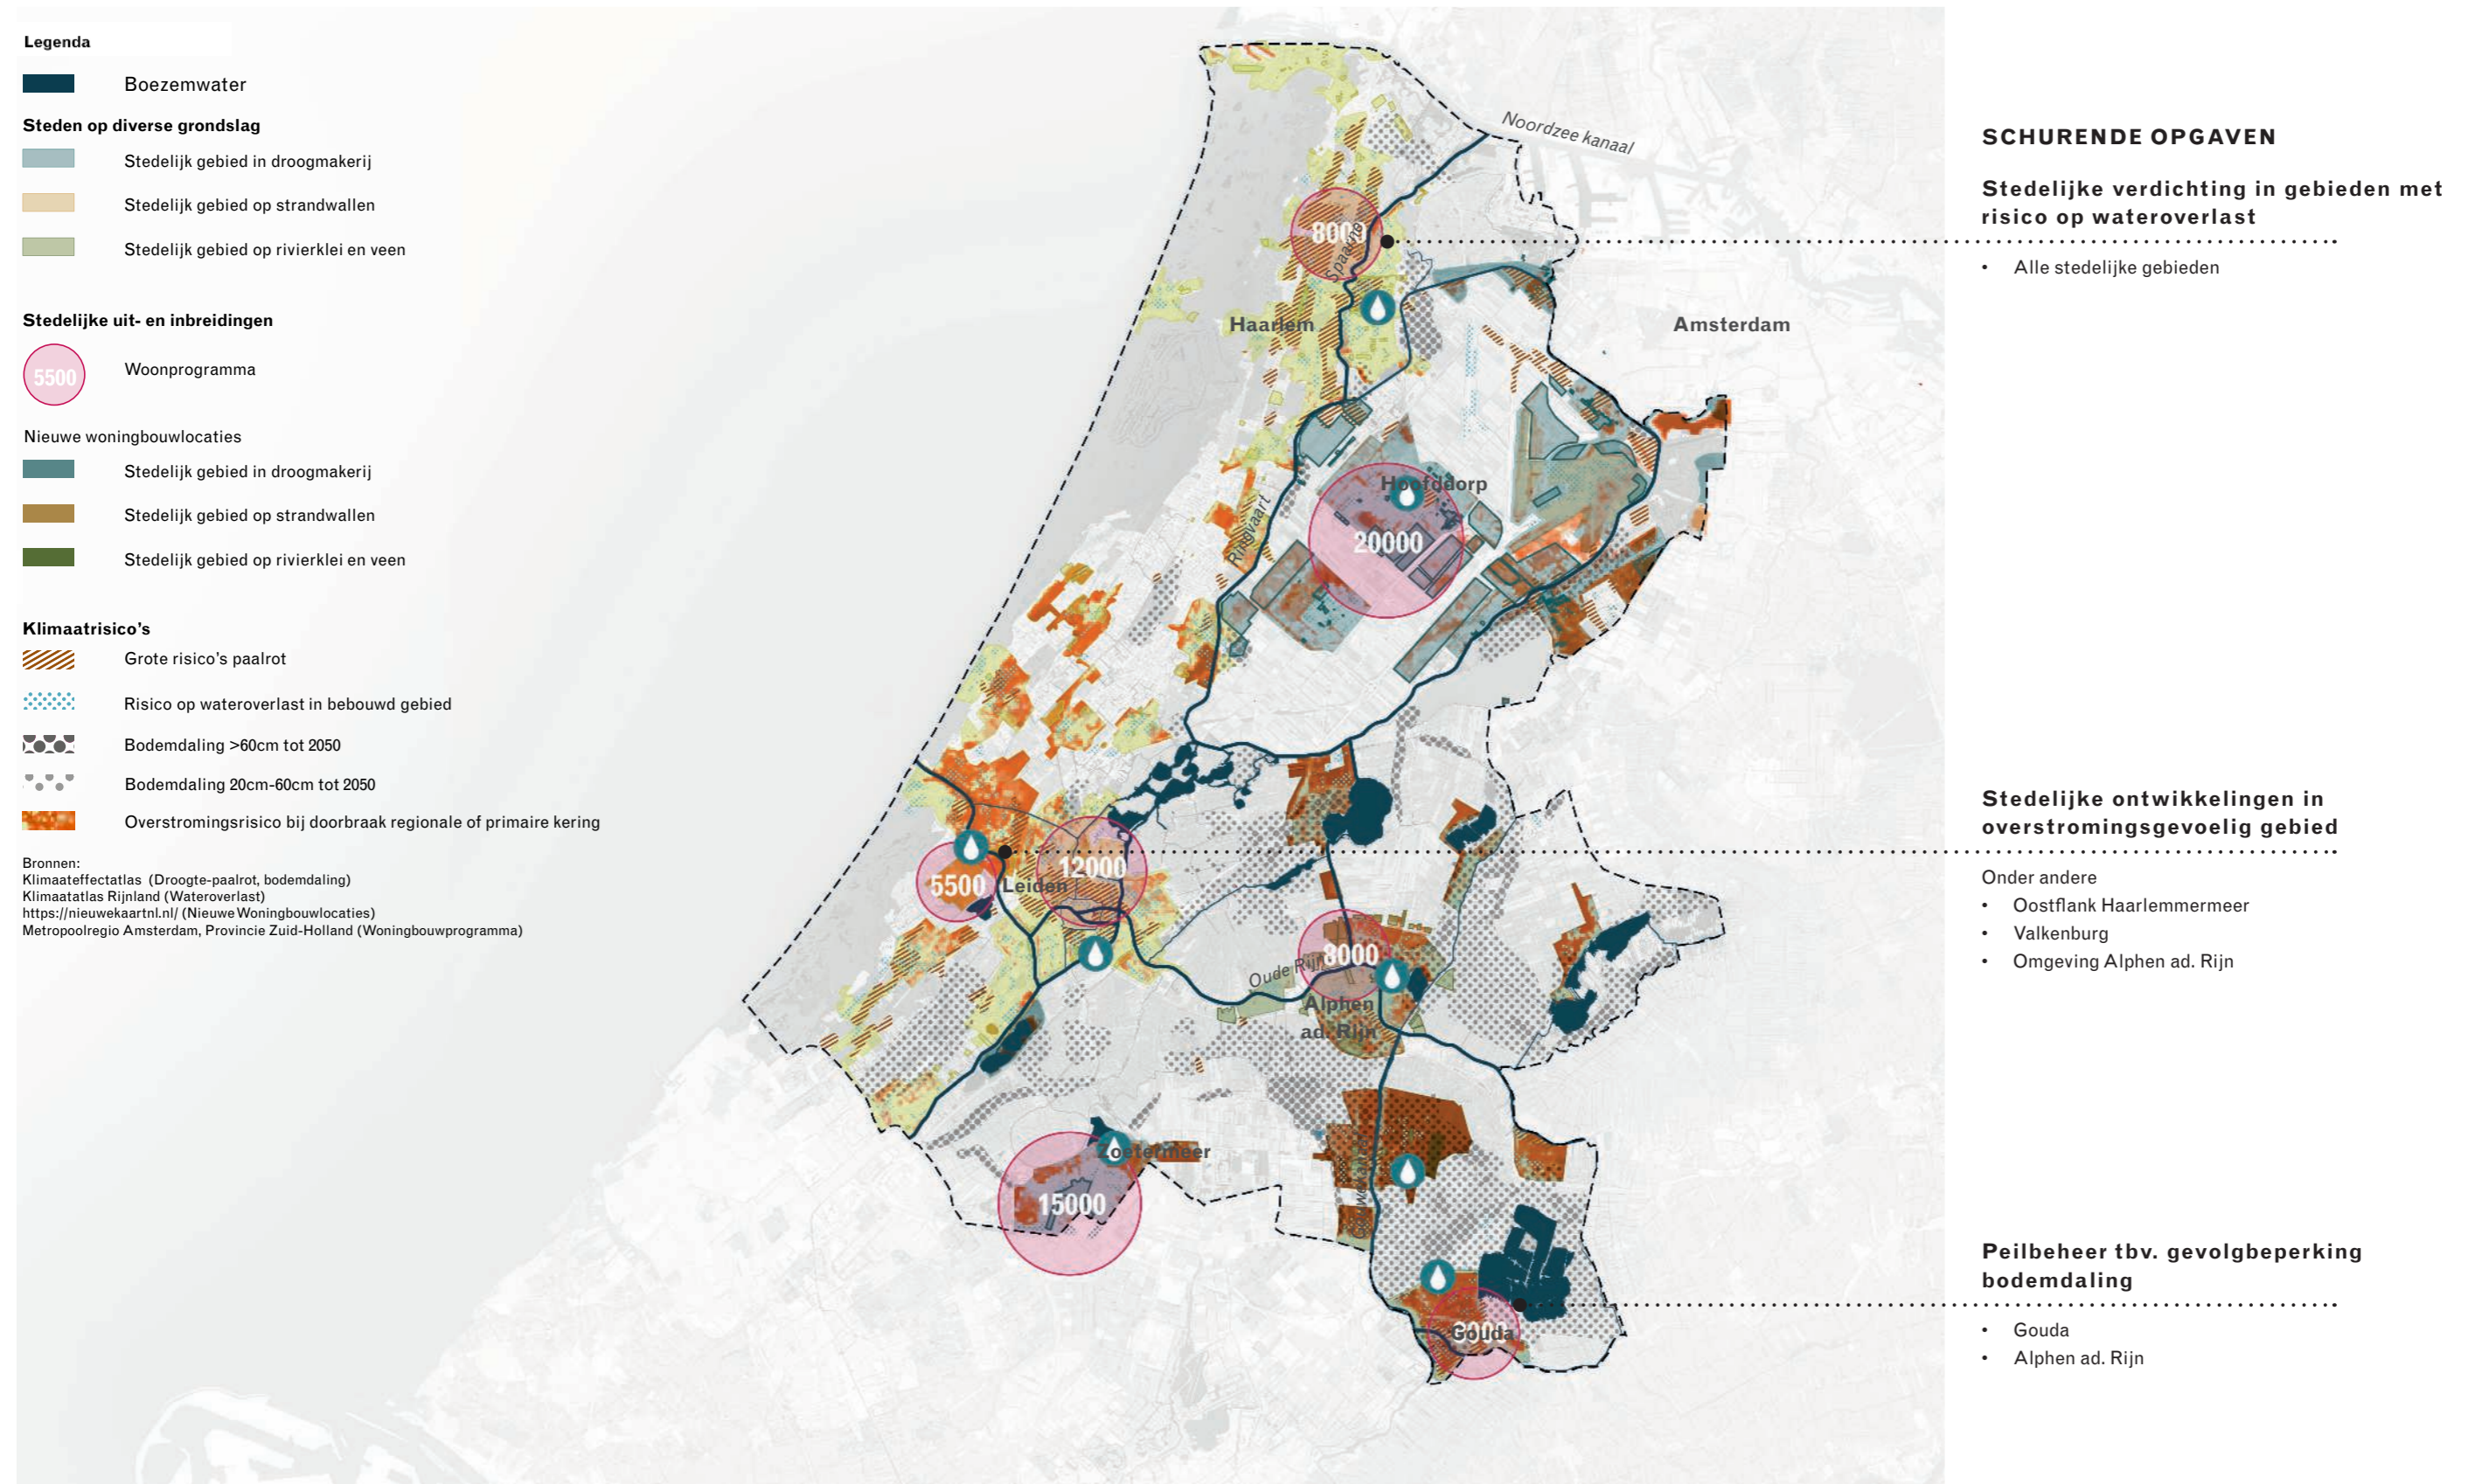 Legenda
Boezemwater
Steden op diverse grondslag
Stedelijk gebied in droogmakerij
Stedelijk gebied op strandwallen
Stedelijk gebied op rivierklei en veen
Stedelijke uit- en inbreidingen
5500
Woonprogramma
Nieuwe woningbouwlocaties
Stedelijk gebied in droogmakerij
Stedelijk gebied op strandwallen
Stedelijk gebied op rivierklei en veen
Klimaatrisico's
Grote risico's paalrot
Risico op wateroverlast in bebouwd gebied
Bodemdaling >60cm tot 2050
Bodemdaling 20cm-60cm tot 2050
Overstromingsrisico bij doorbraak regionale of primaire kering
Bronnen:
Klimaateffectatlas (Droogte-paalrot, bodemdaling)
Klimaatatlas Rijnland (Wateroverlast)
https://nieuwekaartnl.nl/ (Nieuwe Woningbouwlocaties)
Metropoolregio Amsterdam, Provincie Zuid-Holland (Woningbouwprogramma)
Noordzee kanaal
8000
Spaarne
Haarlem
Amsterdam
Hoofddorp
20000
Ringvaart
12000
5500
Leiden
8000
Oude Rijn
Alphen
ad. Rijn
Zoetermeer
15000
Gouda
SCHURENDE OPGAVEN
Stedelijke verdichting in gebieden met
risico op wateroverlast
• Alle stedelijke gebieden
Stedelijke ontwikkelingen in
overstromingsgevoelig gebied
Onder andere
• Oostflank Haarlemmermeer
• Valkenburg
• Omgeving Alphen ad. Rijn
Peilbeheer tbv. gevolgbeperking
bodemdaling
• Gouda
• Alphen ad. Rijn